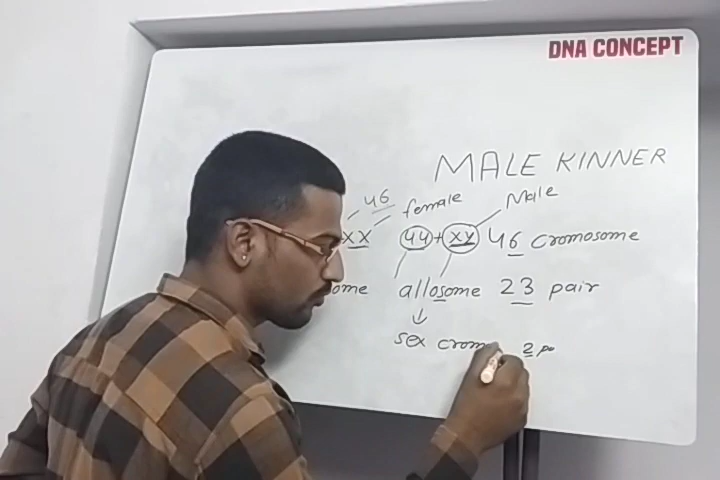 DNA CONCEPT
MALE KINNER
46 female Male
XX 44+XY 46 cromosome
ome allosome 23 pair
sex crom 2 pa